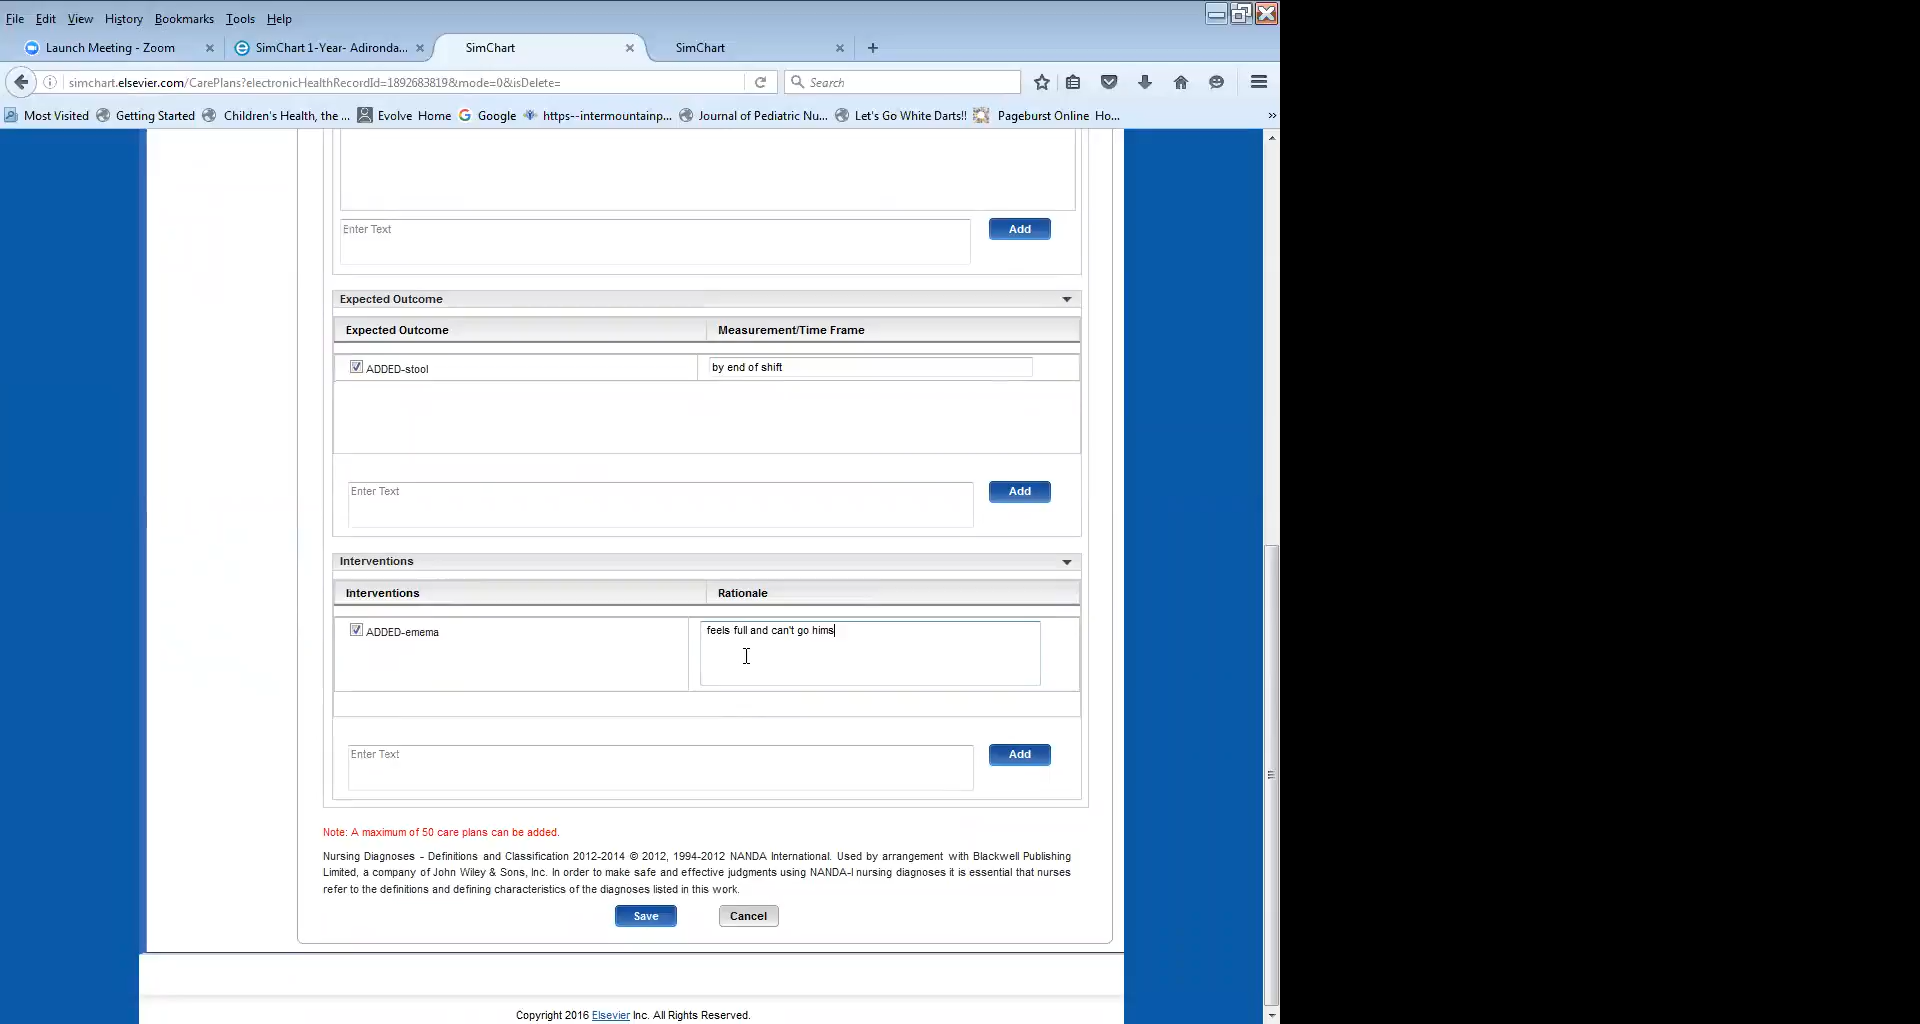 File Edit View History Bookmarks Tools Help
Launch Meeting - Zoom SimChart 1-Year- Adironda... SimChart SimChart
simchart.elsevier.com/CarePlans?electronicHealthRecordId=1892683819&mode=0&isDelete= Search
Most Visited Getting Started Children's Health, the ... Evolve Home Google https--intermountainp... Journal of Pediatric Nu... Let's Go White Darts!! Pageburst Online Ho...
Enter Text Add
Expected Outcome
Expected Outcome Measurement/Time Frame
ADDED-stool by end of shift
Enter Text Add
Interventions
Interventions Rationale
ADDED-emema feels full and can't go hims
Enter Text Add
Note: A maximum of 50 care plans can be added.
Nursing Diagnoses - Definitions and Classification 2012-2014 © 2012, 1994-2012 NANDA International. Used by arrangement with Blackwell Publishing
Limited, a company of John Wiley & Sons, Inc. In order to make safe and effective judgments using NANDA-I nursing diagnoses it is essential that nurses
refer to the definitions and defining characteristics of the diagnoses listed in this work.
Save Cancel
Copyright 2016 Elsevier Inc. All Rights Reserved.